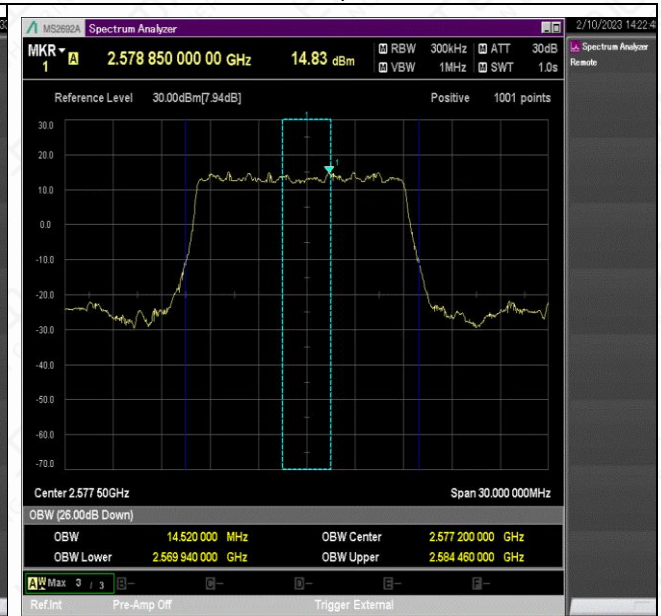 MS2692A Spectrum Analyzer
2/10/2023 14:22:4
MKR 1 A 2.578 850 000 00 GHz 14.83 dBm
M RBW 300kHz M ATT 30dB
M VBW 1MHz M SWT 1.0s
Spectrum Analyzer
Remote
Reference Level 30.00dBm[7.94dB] Positive 1001 points
1
30.0
20.0
1
10.0
0.0
-10.0
-20.0
-30.0
-40.0
-50.0
-60.0
-70.0
Center 2.577 50GHz Span 30.000 000MHz
OBW (26.00dB Down)
OBW 14.520 000 MHz OBW Center 2.577 200 000 GHz
OBW Lower 2.569 940 000 GHz OBW Upper 2.584 460 000 GHz
A W Max 3 / 3 B- C- D- E- F-
Ref.Int Pre-Amp Off Trigger External